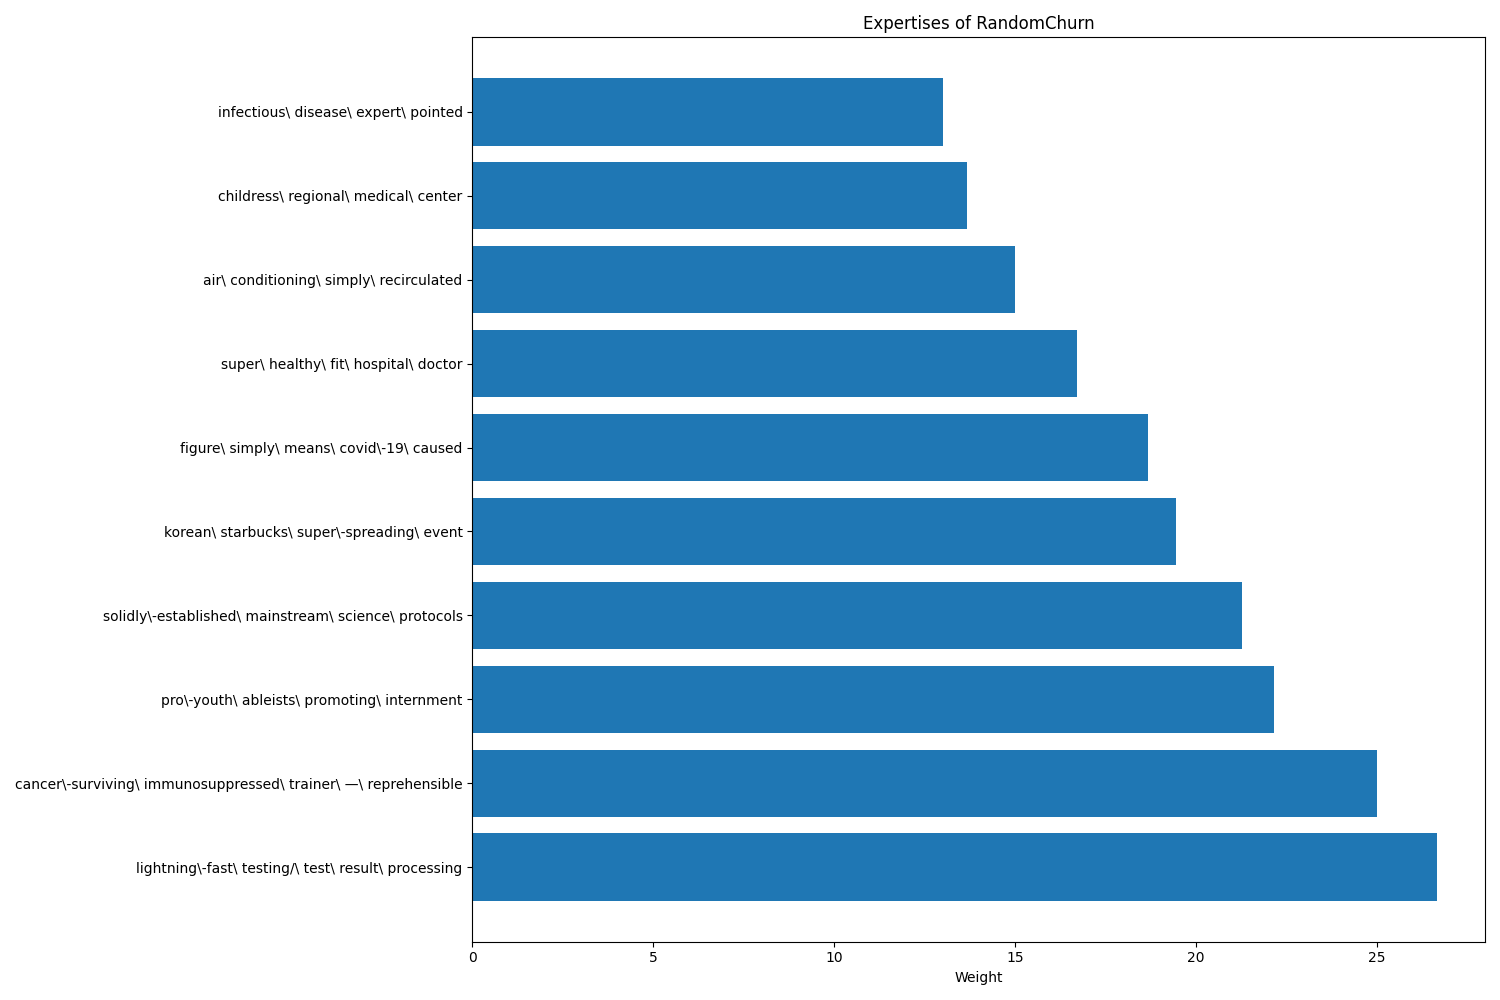 Expertises of RandomChurn
infectious\ disease\ expert\ pointed
childress\ regional\ medical\ center
air\ conditioning\ simply\ recirculated
super\ healthy\ fit\ hospital\ doctor
figure\ simply\ means\ covid\-19\ caused
korean\ starbucks\ super\-spreading\ event
solidly\-established\ mainstream\ science\ protocols
pro\-youth\ ableists\ promoting\ internment
cancer\-surviving\ immunosuppressed\ trainer\ —\ reprehensible
lightning\-fast\ testing/\ test\ result\ processing
0 5 10 15 20 25
Weight